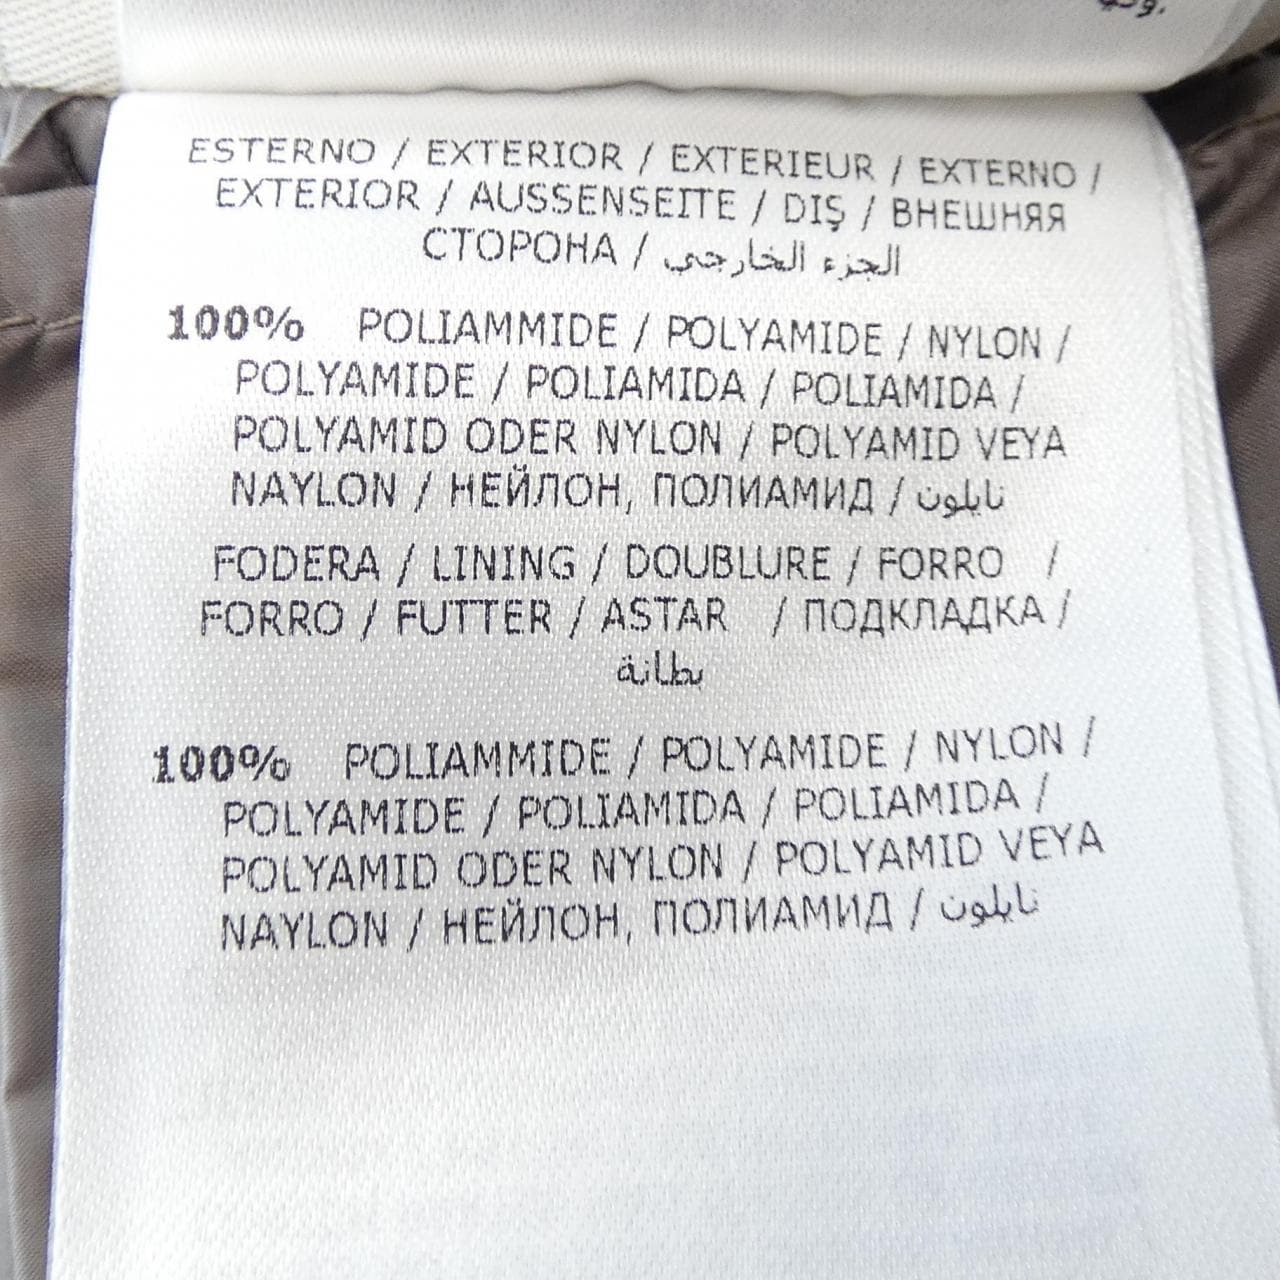 ESTERNO / EXTERIOR / EXTERIEUR / EXTERNO /
EXTERIOR / AUSSENSEITE / DIŞ / ВНЕШНЯЯ
СТОРОНА / الجزء الخارجي
100% POLIAMMIDE / POLYAMIDE / NYLON /
POLYAMIDE / POLIAMIDA / POLIAMIDA /
POLYAMID ODER NYLON / POLYAMID VEYA
NAYLON / НЕЙЛОН, ПОЛИАМИД / نايلون
FODERA / LINING / DOUBLURE / FORRO /
FORRO / FUTTER / ASTAR / ПОДКЛАДКА /
بطانة
100% POLIAMMIDE / POLYAMIDE / NYLON /
POLYAMIDE / POLIAMIDA / POLIAMIDA /
POLYAMID ODER NYLON / POLYAMID VEYA
NAYLON / НЕЙЛОН, ПОЛИАМИД / نايلون